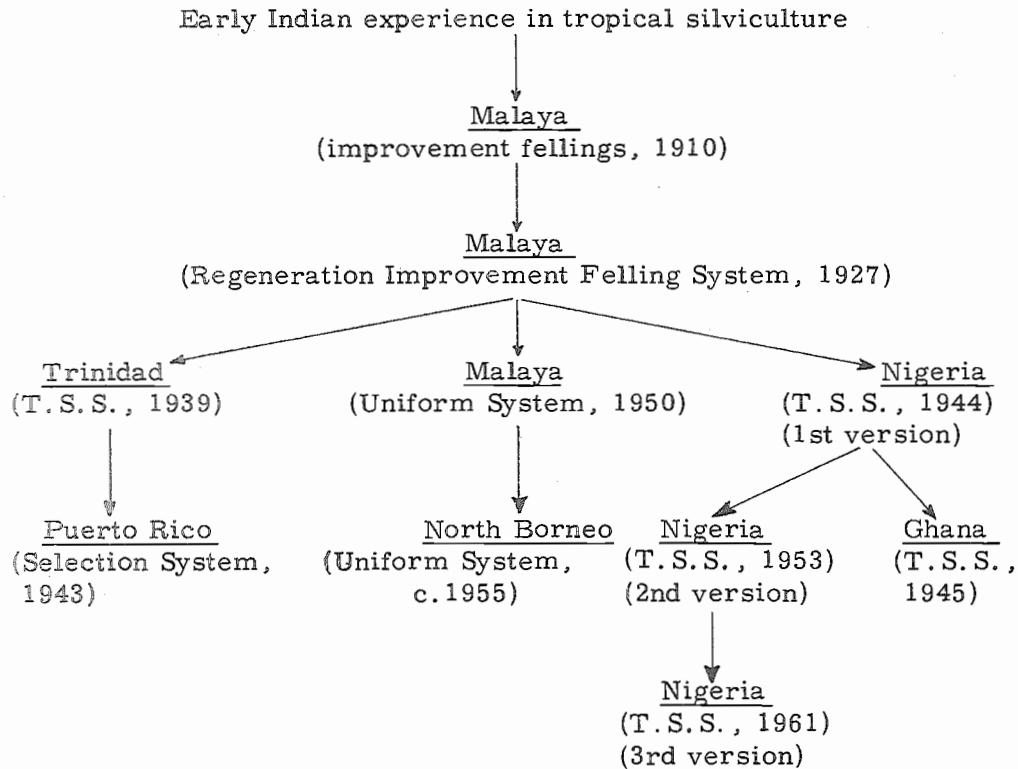 Early Indian experience in tropical silviculture
Malaya
(improvement fellings, 1910)
Malaya
(Regeneration Improvement Felling System, 1927)
Trinidad
(T.S.S., 1939)
Malaya
(Uniform System, 1950)
Nigeria
(T.S.S., 1944)
(1st version)
Puerto Rico
(Selection System,
1943)
North Borneo
(Uniform System,
c.1955)
Nigeria
(T.S.S., 1953)
(2nd version)
Ghana
(T.S.S.,
1945)
Nigeria
(T.S.S., 1961)
(3rd version)